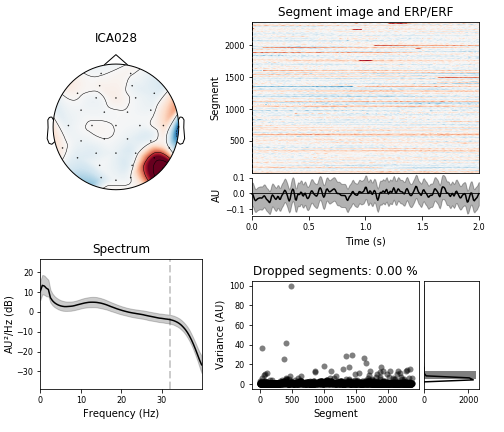 ICA028
Segment image and ERP/ERF
Segment
2000
1500
1000
500
AU
0.1
0.0
−0.1
0.0 0.5 1.0 1.5 2.0
Time (s)
Spectrum
AU²/Hz (dB)
20
10
0
−10
−20
−30
0 10 20 30
Frequency (Hz)
Dropped segments: 0.00 %
Variance (AU)
100
80
60
40
20
0
0 500 1000 1500 2000
Segment
0 2000